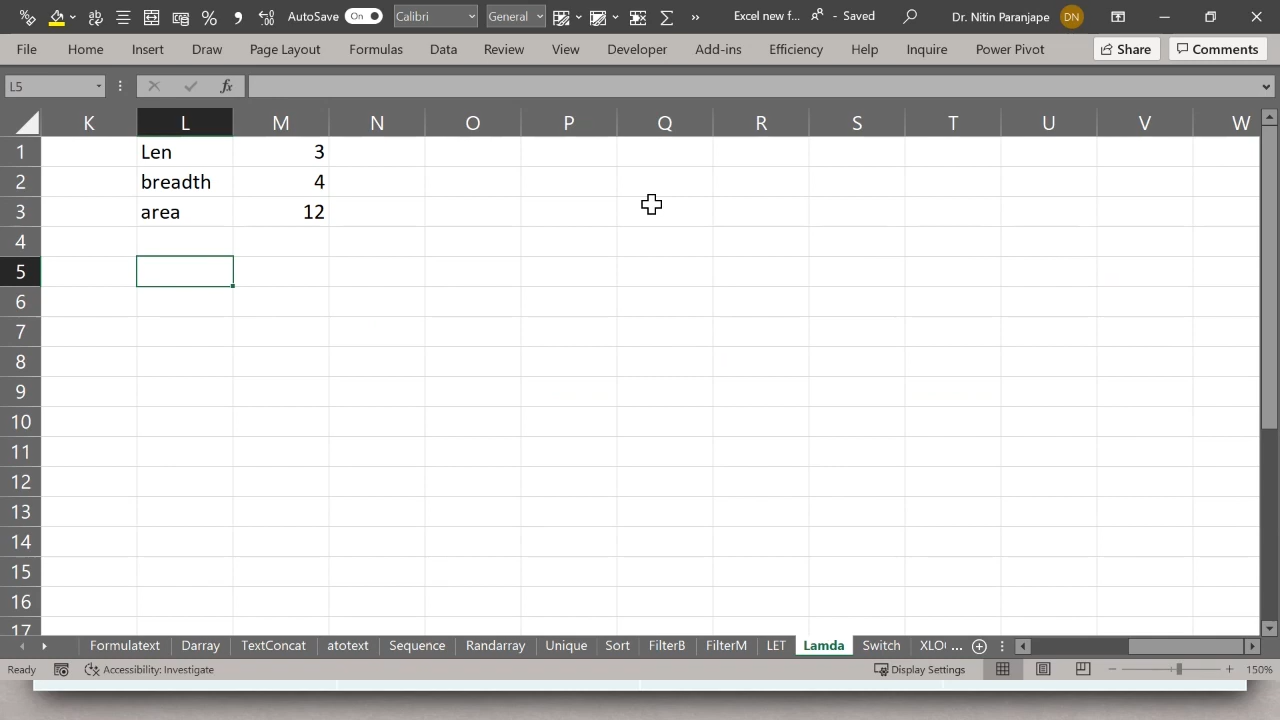 AutoSave On Calibri General Excel new f... - Saved Dr. Nitin Paranjape DN
File Home Insert Draw Page Layout Formulas Data Review View Developer Add-ins Efficiency Help Inquire Power Pivot Share Comments
L5 fx
K L M N O P Q R S T U V W
1 Len 3
2 breadth 4
3 area 12
4
5
6
7
8
9
10
11
12
13
14
15
16
17
Formulatext Darray TextConcat atotext Sequence Randarray Unique Sort FilterB FilterM LET Lamda Switch XLO ...
Ready Accessibility: Investigate Display Settings 150%